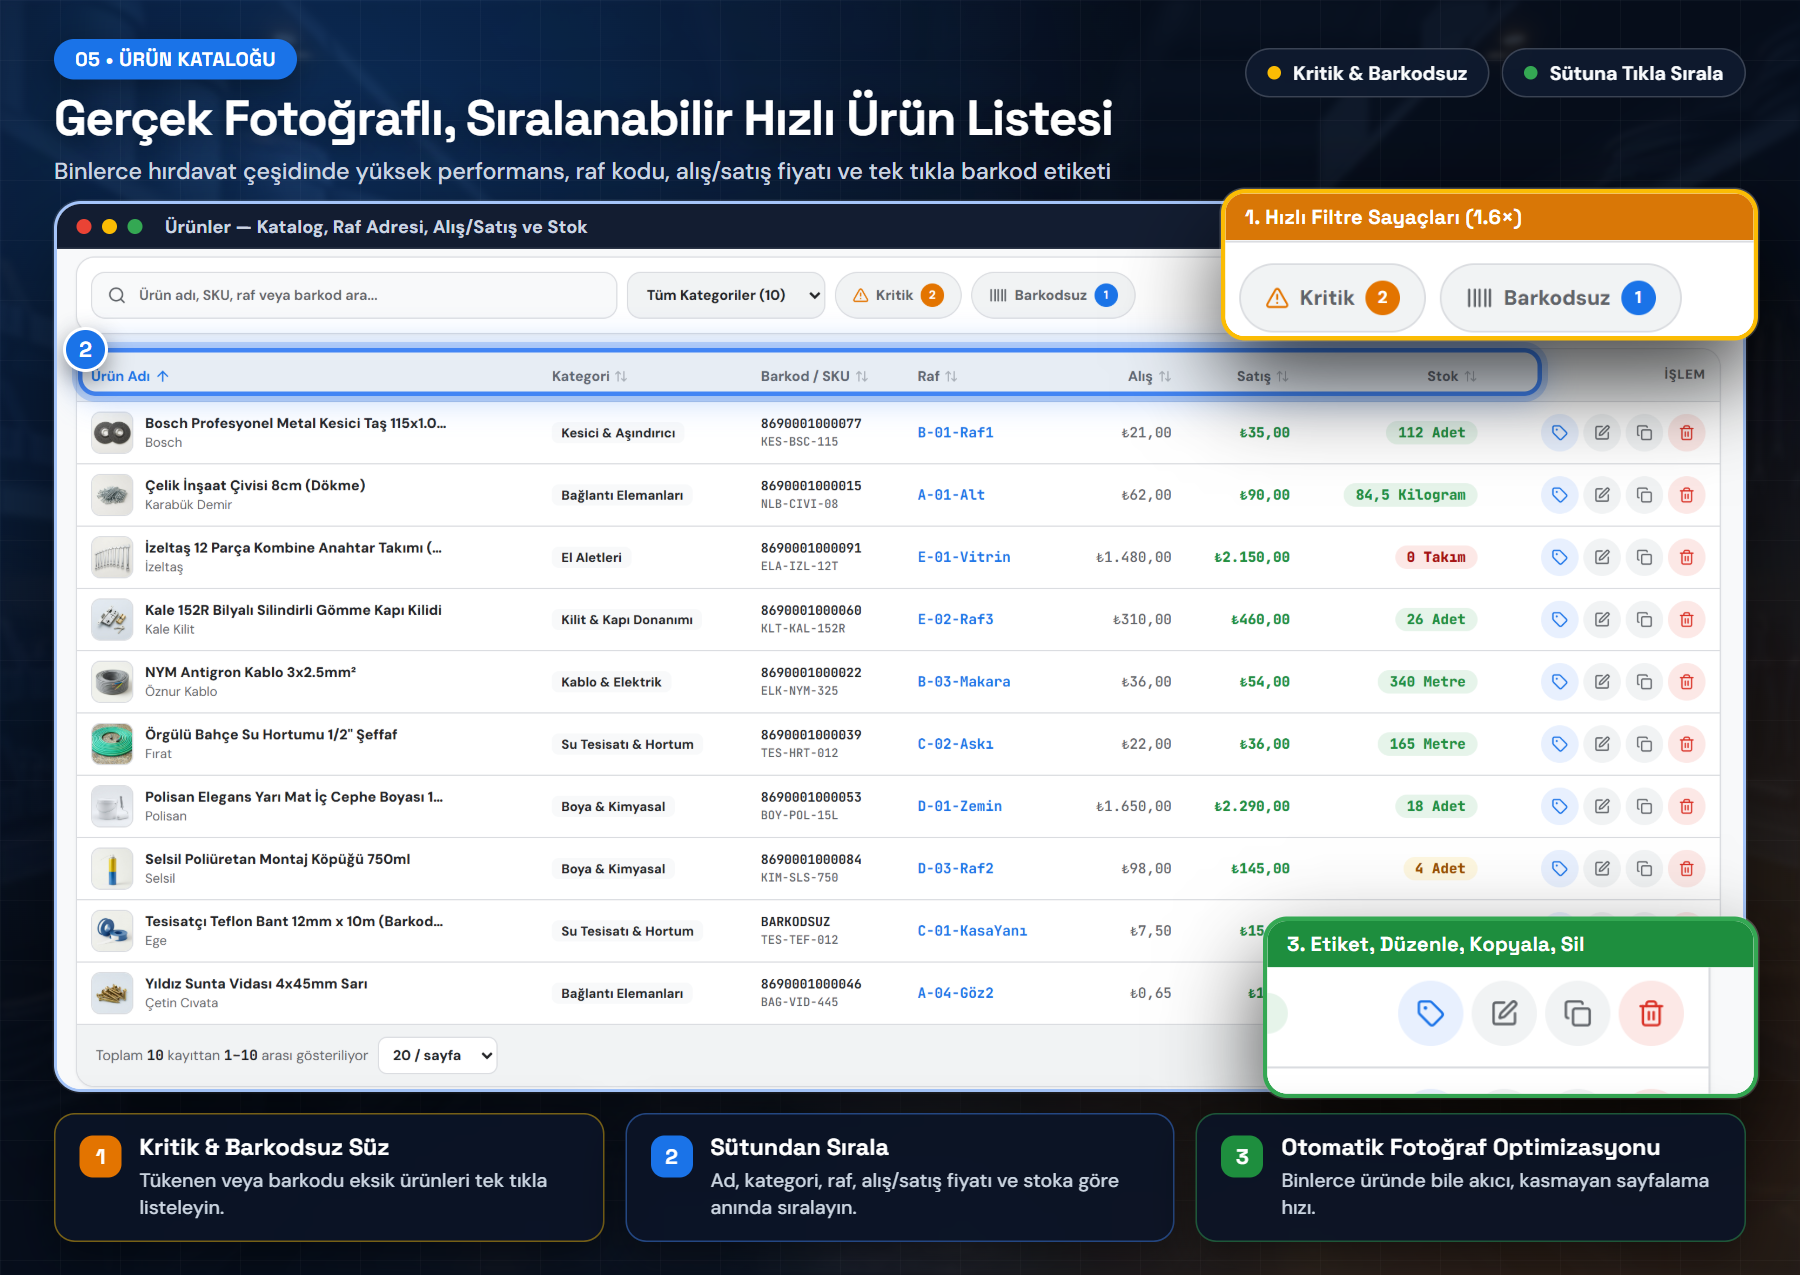 05 • ÜRÜN KATALOĞU
Kritik & Barkodsuz
Sütuna Tıkla Sırala
Gerçek Fotoğraflı, Sıralanabilir Hızlı Ürün Listesi
Binlerce hırdavat çeşidinde yüksek performans, raf kodu, alış/satış fiyatı ve tek tıkla barkod etiketi
Ürünler — Katalog, Raf Adresi, Alış/Satış ve Stok
1. Hızlı Filtre Sayaçları (1.6×)
Kritik 2
Barkodsuz 1
Ürün adı, SKU, raf veya barkod ara...
Tüm Kategoriler (10)
Kritik 2
Barkodsuz 1
2
Ürün Adı ↑ Kategori ↑↓ Barkod / SKU ↑↓ Raf ↑↓ Alış ↑↓ Satış ↑↓ Stok ↑↓ İŞLEM
Bosch Profesyonel Metal Kesici Taş 115x1.0...
Bosch
Kesici & Aşındırıcı
8690001000077
KES-BSC-115
B-01-Raf1
₺21,00
₺35,00
112 Adet
Çelik İnşaat Çivisi 8cm (Dökme)
Karabük Demir
Bağlantı Elemanları
8690001000015
NLB-CIVI-08
A-01-Alt
₺62,00
₺90,00
84,5 Kilogram
İzeltaş 12 Parça Kombine Anahtar Takımı (...
İzeltaş
El Aletleri
8690001000091
ELA-IZL-12T
E-01-Vitrin
₺1.480,00
₺2.150,00
0 Takım
Kale 152R Bilyalı Silindirli Gömme Kapı Kilidi
Kale Kilit
Kilit & Kapı Donanımı
8690001000060
KLT-KAL-152R
E-02-Raf3
₺310,00
₺460,00
26 Adet
NYM Antigron Kablo 3x2.5mm²
Öznur Kablo
Kablo & Elektrik
8690001000022
ELK-NYM-325
B-03-Makara
₺36,00
₺54,00
340 Metre
Örgülü Bahçe Su Hortumu 1/2" Şeffaf
Fırat
Su Tesisatı & Hortum
8690001000039
TES-HRT-012
C-02-Askı
₺22,00
₺36,00
165 Metre
Polisan Elegans Yarı Mat İç Cephe Boyası 1...
Polisan
Boya & Kimyasal
8690001000053
BOY-POL-15L
D-01-Zemin
₺1.650,00
₺2.290,00
18 Adet
Selsil Poliüretan Montaj Köpüğü 750ml
Selsil
Boya & Kimyasal
8690001000084
KIM-SLS-750
D-03-Raf2
₺98,00
₺145,00
4 Adet
Tesisatçı Teflon Bant 12mm x 10m (Barkod...
Ege
Su Tesisatı & Hortum
BARKODSUZ
TES-TEF-012
C-01-KasaYanı
₺7,50
₺15
Yıldız Sunta Vidası 4x45mm Sarı
Çetin Cıvata
Bağlantı Elemanları
8690001000046
BAG-VID-445
A-04-Göz2
₺0,65
₺1
3. Etiket, Düzenle, Kopyala, Sil
Toplam 10 kayıttan 1-10 arası gösteriliyor
20 / sayfa
1
Kritik & Barkodsuz Süz
Tükenen veya barkodu eksik ürünleri tek tıkla
listeleyin.
2
Sütundan Sırala
Ad, kategori, raf, alış/satış fiyatı ve stoka göre
anında sıralayın.
3
Otomatik Fotoğraf Optimizasyonu
Binlerce üründe bile akıcı, kasmayan sayfalama
hızı.